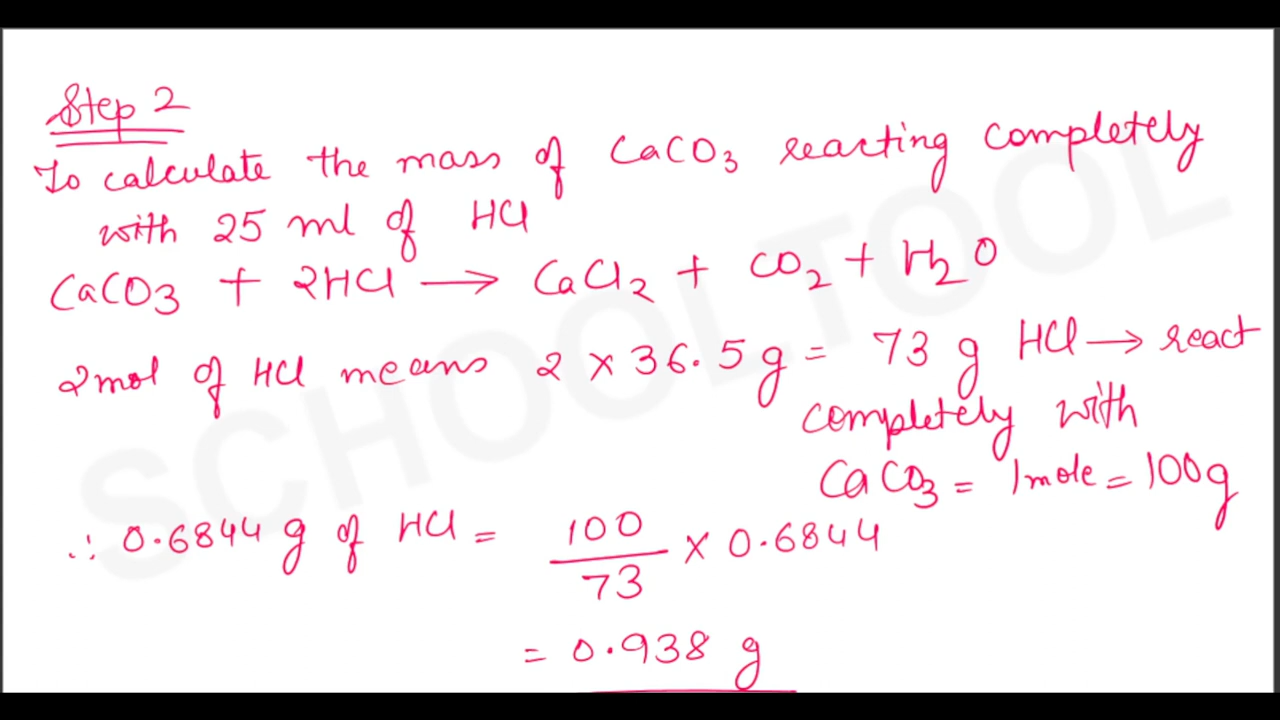 Step 2
To calculate the mass of CaCO3 reacting completely
with 25 ml of HCl
CaCO3 + 2HCl → CaCl2 + CO2 + H2O
2mol of HCl means 2 × 36.5g = 73 g HCl → react
completely with
CaCO3 = 1mole = 100g
∴ 0.6844 g of HCl = 100/73 × 0.6844
= 0.938 g
SCHOOLTOOL